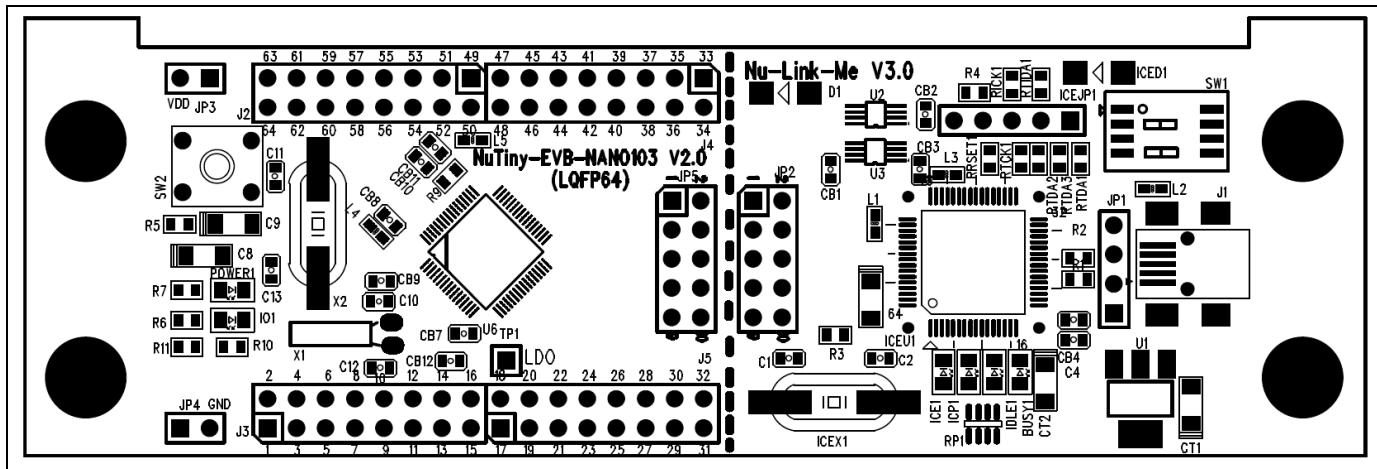 63 61 59 57 55 53 51 49 47 45 43 41 39 37 35 33
Nu-Link-Me V3.0
ICED1
R4
RICK1
RTDA1
ICEJP1
SW1
VDD JP3
J2
D1
U2
CB2
64 62 60 58 56 54 52 50 48 46 44 42 40 38 36 34
L5
J4
C11
CB11
CB10
NuTiny-EVB-NANO103 V2.0
(LQFP64)
R9
JP5
JP2
U3
CB3
L3
CB1
RRSET1
RTCK1
RTDA2
RTDA3
RTDA1
L2
J1
SW2
CB8
L4
L1
JP1
R5
C9
C8
R2
R1
POWER1
R7
C13
X2
CB9
C10
IO1
R6
R11
R10
X1
CB7
U6
TP1
LDO
C12
CB12
J5
64
ICEU1
R3
C1
C2
16
CB4
C4
U1
2 4 6 8 10 12 14 16 18 20 22 24 26 28 30 32
JP4 GND
J3
ICEX1
ICE1
ICP1
IDLE1
BUSY1
RP1
CT2
CT1
1 3 5 7 9 11 13 15 17 19 21 23 25 27 29 31